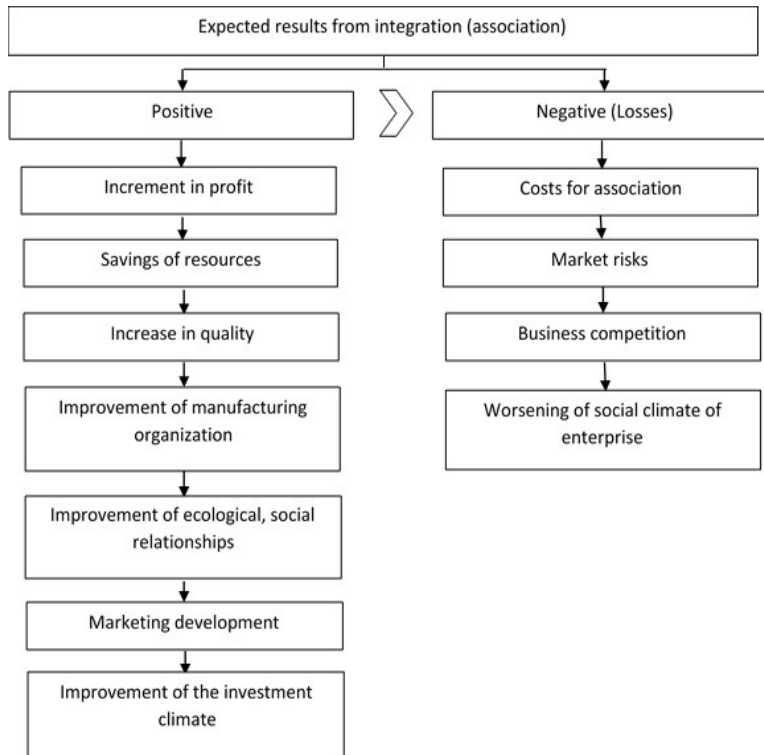 Expected results from integration (association)
Positive
Negative (Losses)
Increment in profit
Costs for association
Savings of resources
Market risks
Increase in quality
Business competition
Improvement of manufacturing
organization
Worsening of social climate of
enterprise
Improvement of ecological, social
relationships
Marketing development
Improvement of the investment
climate